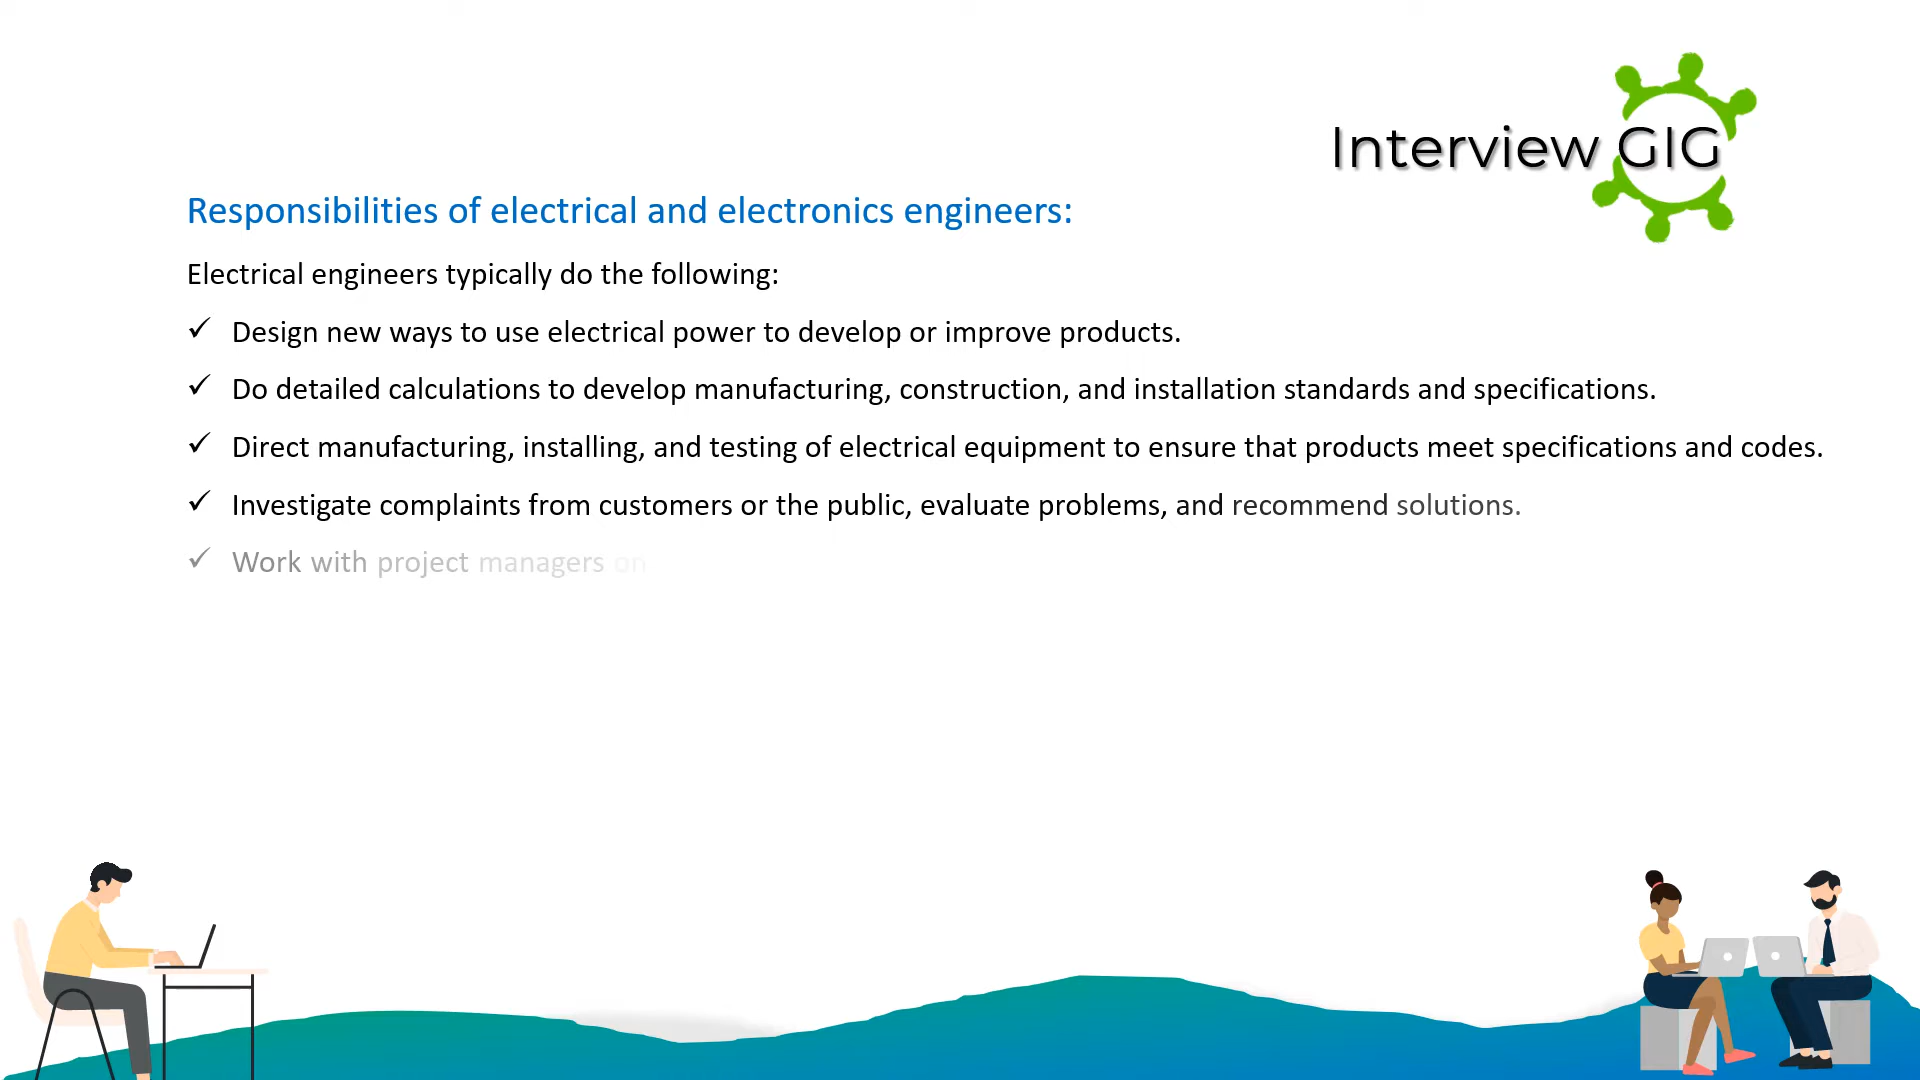 Interview GIG
Responsibilities of electrical and electronics engineers:
Electrical engineers typically do the following:
✓ Design new ways to use electrical power to develop or improve products.
✓ Do detailed calculations to develop manufacturing, construction, and installation standards and specifications.
✓ Direct manufacturing, installing, and testing of electrical equipment to ensure that products meet specifications and codes.
✓ Investigate complaints from customers or the public, evaluate problems, and recommend solutions.
✓ Work with project managers on